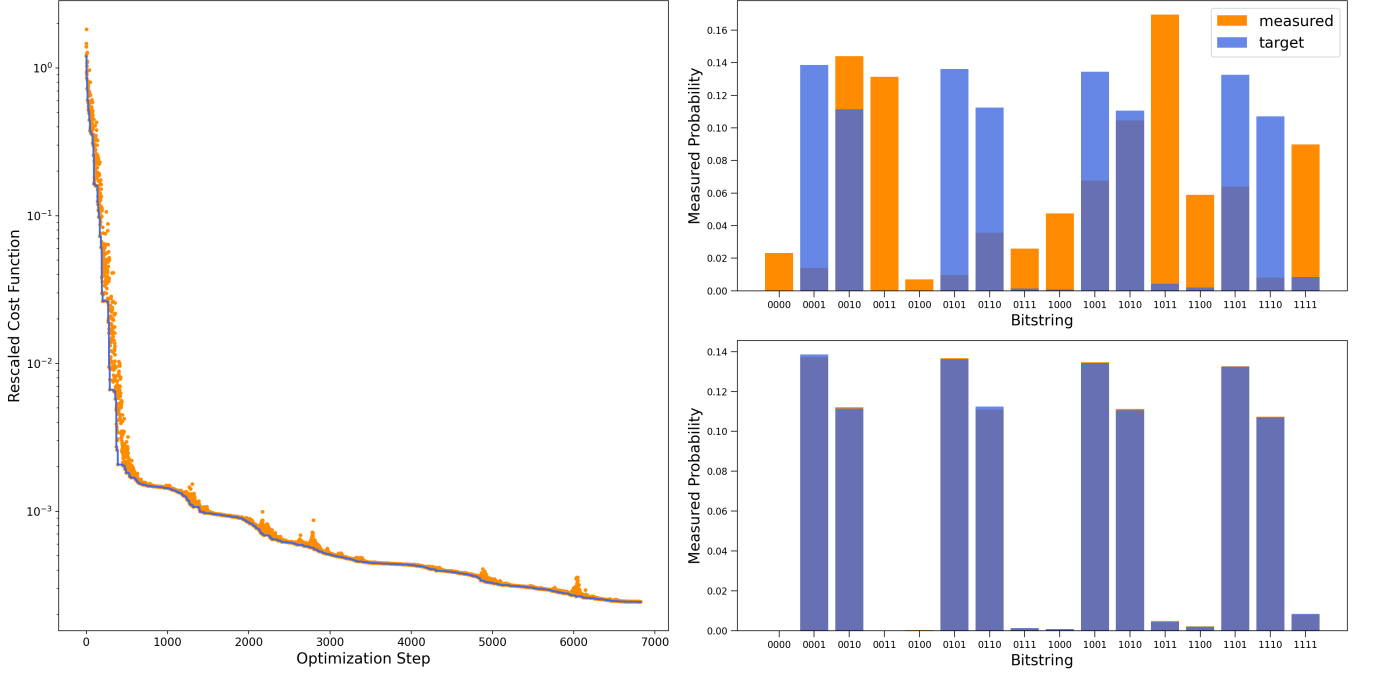 10⁰
10⁻¹
10⁻²
10⁻³
Rescaled Cost Function
0 1000 2000 3000 4000 5000 6000 7000
Optimization Step
measured
target
0.16
0.14
0.12
0.10
0.08
0.06
0.04
0.02
0.00
Measured Probability
0000 0001 0010 0011 0100 0101 0110 0111 1000 1001 1010 1011 1100 1101 1110 1111
Bitstring
0.14
0.12
0.10
0.08
0.06
0.04
0.02
0.00
Measured Probability
0000 0001 0010 0011 0100 0101 0110 0111 1000 1001 1010 1011 1100 1101 1110 1111
Bitstring